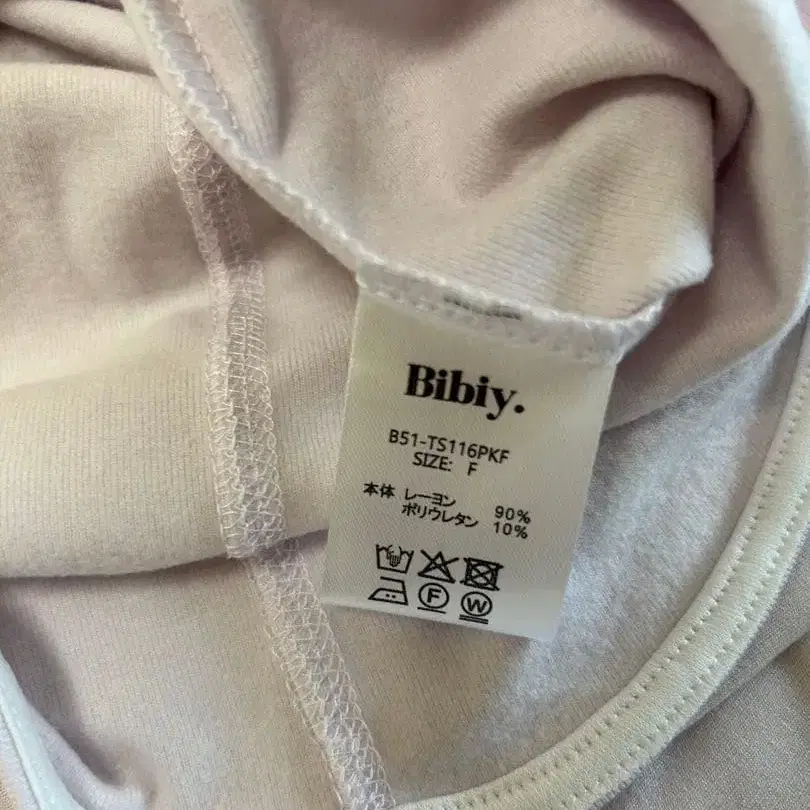 Bibiy.
B51-TS116PKF
SIZE: F
本体 レーヨン 90%
ポリウレタン 10%
F W